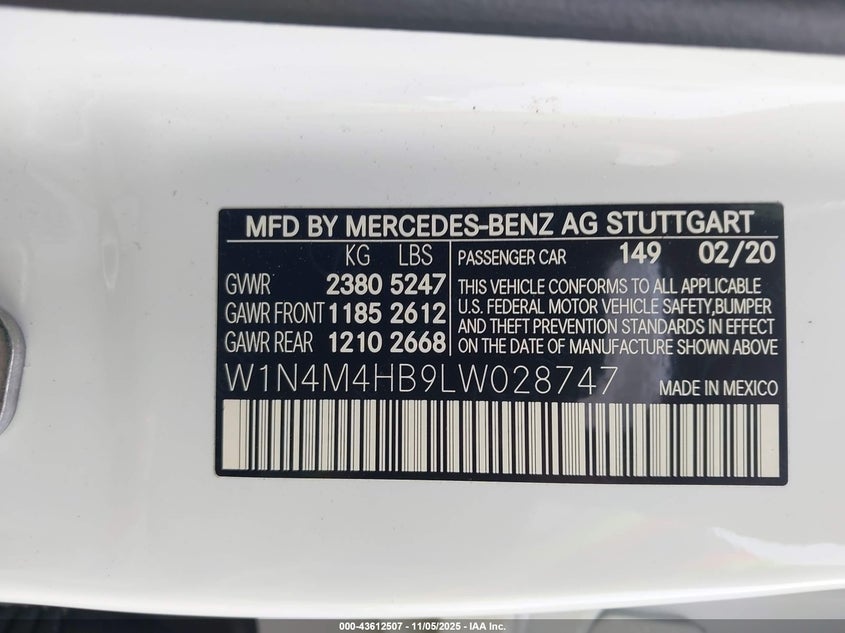 MFD BY MERCEDES-BENZ AG STUTTGART
KG LBS
GVWR 2380 5247
GAWR FRONT 1185 2612
GAWR REAR 1210 2668
PASSENGER CAR 149 02/20
THIS VEHICLE CONFORMS TO ALL APPLICABLE
U.S. FEDERAL MOTOR VEHICLE SAFETY,BUMPER
AND THEFT PREVENTION STANDARDS IN EFFECT
ON THE DATE OF MANUFACTURE SHOWN ABOVE
W1N4M4HB9LW028747 MADE IN MEXICO
000-43612507 - 11/05/2025 - IAA Inc.